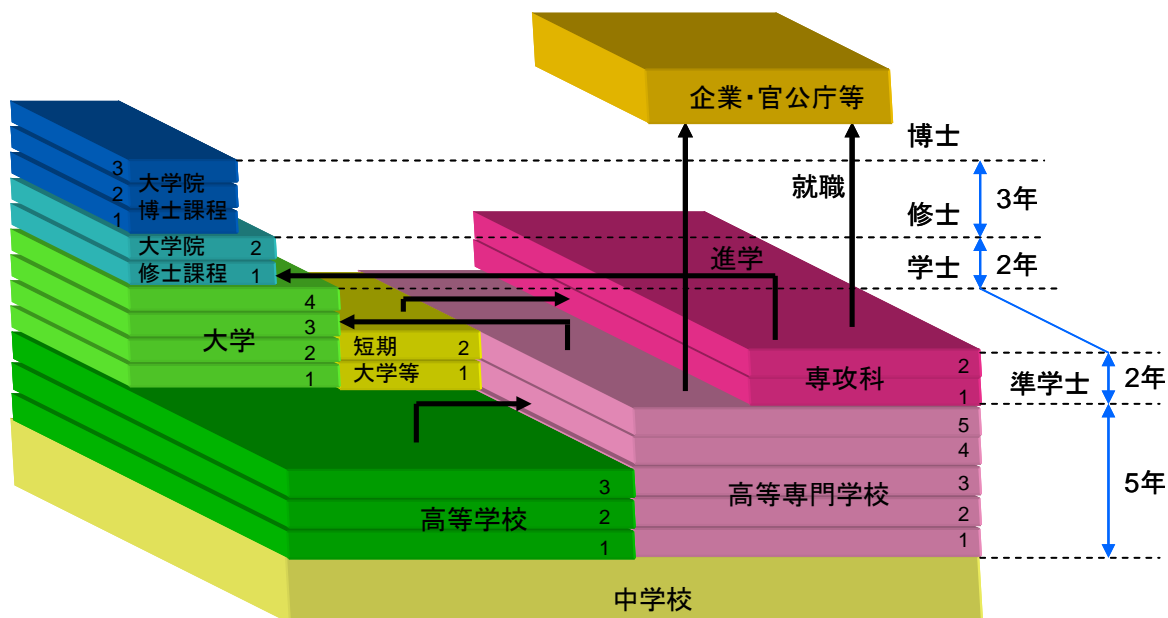 企業・官公庁等
博士
3
大学院
2
博士課程
1
就職
3年
修士
大学院
2
修士課程
1
進学
学士
2年
4
3
大学
2
1
短期
2
大学等
1
専攻科
2
1
準学士
2年
5
4
高等専門学校
3
2
1
5年
高等学校
3
2
1
中学校